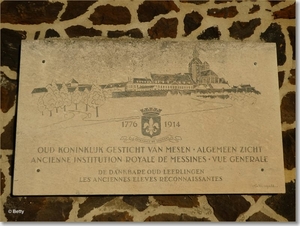 1776 1914
OUD KONINKLIJK GESTICHT VAN MESEN · ALGEMEEN ZICHT
ANCIENNE INSTITUTION ROYALE DE MESSINES · VUE GENERALE
DE DANKBARE OUD LEERLINGEN
LES ANCIENNES ELEVES RECONNAISSANTES
© Betty